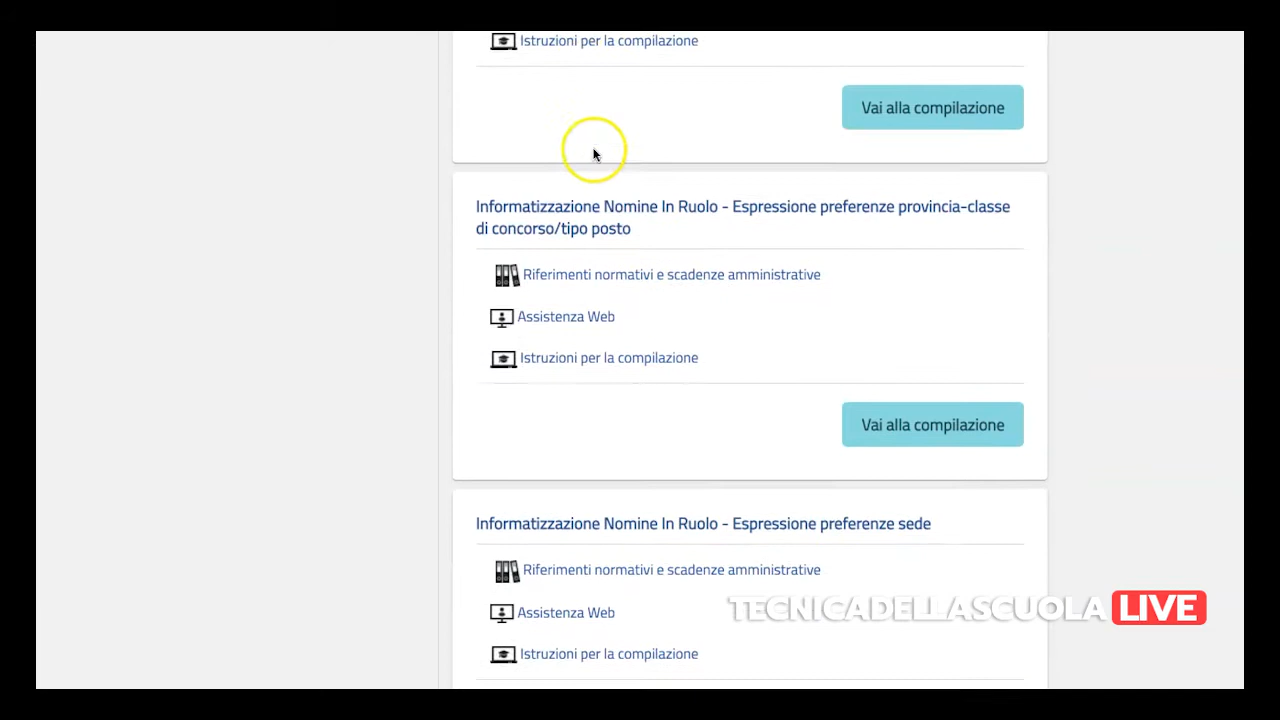 Istruzioni per la compilazione
Vai alla compilazione
Informatizzazione Nomine In Ruolo - Espressione preferenze provincia-classe
di concorso/tipo posto
Riferimenti normativi e scadenze amministrative
Assistenza Web
Istruzioni per la compilazione
Vai alla compilazione
Informatizzazione Nomine In Ruolo - Espressione preferenze sede
Riferimenti normativi e scadenze amministrative
Assistenza Web
TECNICADELLASCUOLA LIVE
Istruzioni per la compilazione